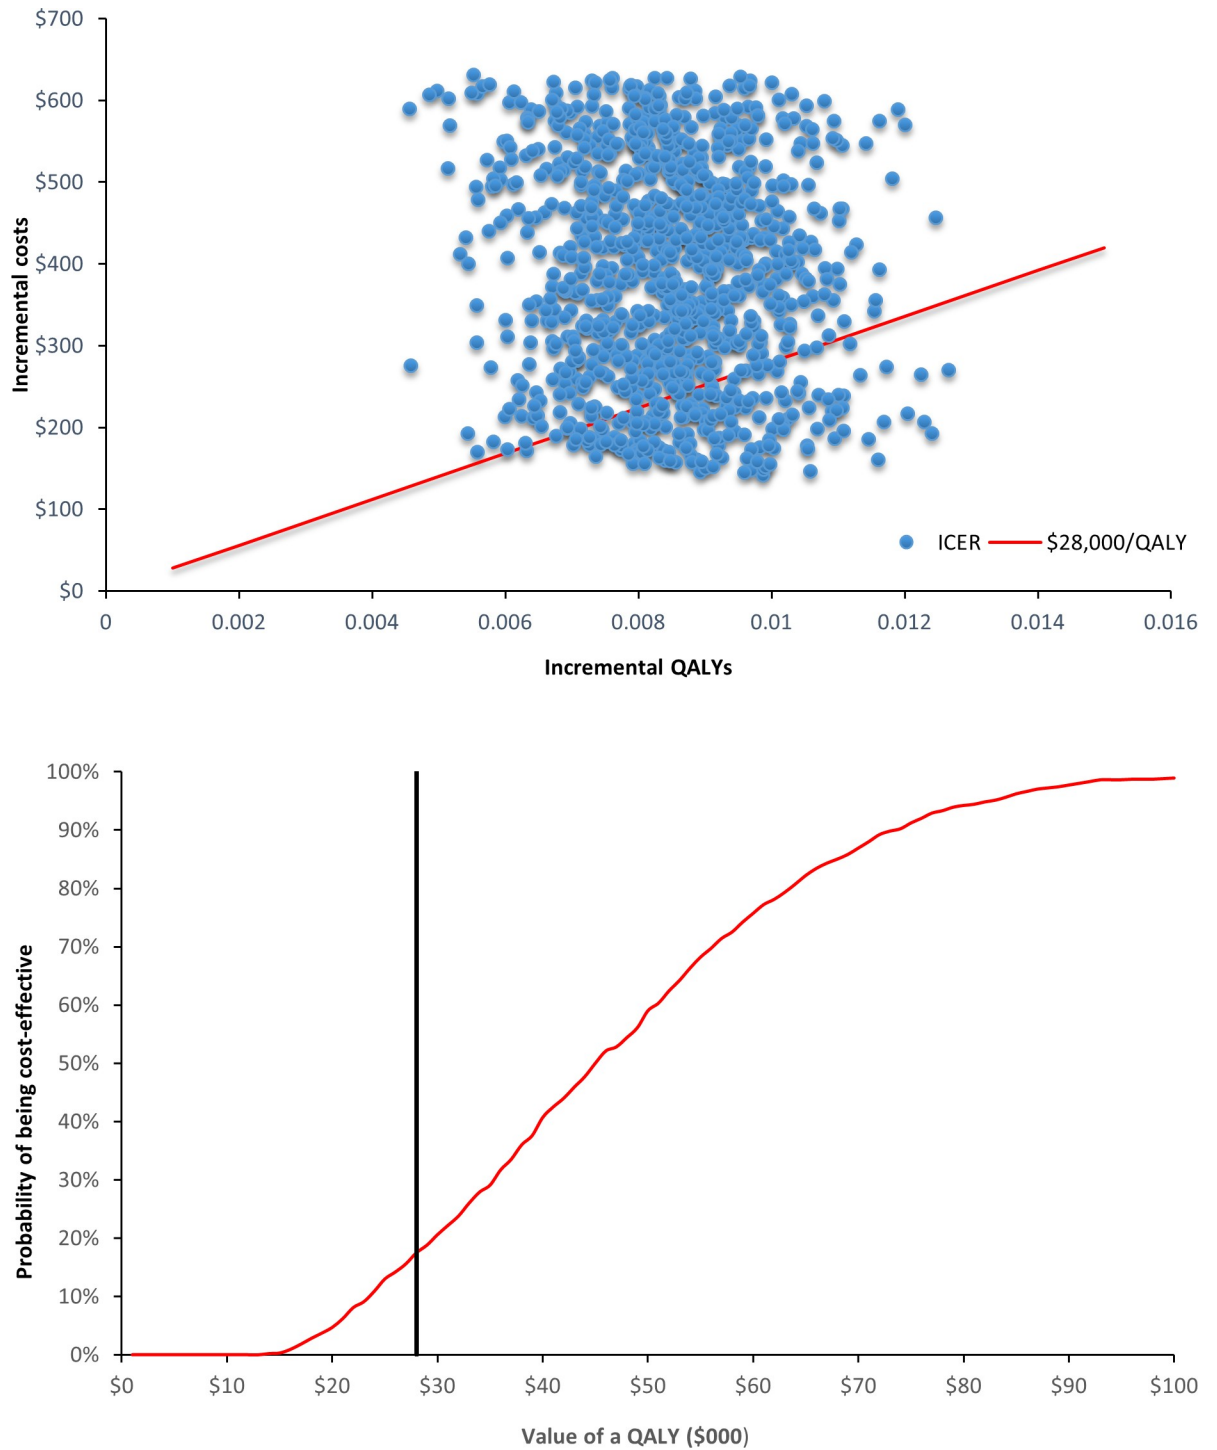 $700
$600
$500
$400
$300
$200
$100
$0
Incremental costs
ICER
$28,000/QALY
0 0.002 0.004 0.006 0.008 0.01 0.012 0.014 0.016
Incremental QALYs
100%
90%
80%
70%
60%
50%
40%
30%
20%
10%
0%
Probability of being cost-effective
$0 $10 $20 $30 $40 $50 $60 $70 $80 $90 $100
Value of a QALY ($000)